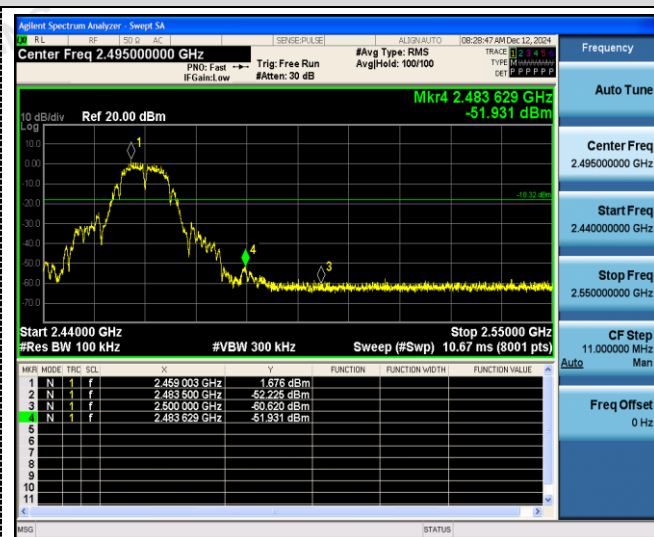 Agilent Spectrum Analyzer - Swept SA
RL RF 50 Ω AC SENSE:PULSE ALIGN AUTO 08:28:47 AM Dec 12, 2024
Center Freq 2.495000000 GHz
PNO: Fast
IFGain:Low
Trig: Free Run
#Atten: 30 dB
#Avg Type: RMS
Avg|Hold: 100/100
TRACE 1 2 3 4 5 6
TYPE M
DET P P P P P P
Mkr4 2.483 629 GHz
-51.931 dBm
10 dB/div Ref 20.00 dBm
Log
10.0
0.00
-10.0
-20.0
-30.0
-40.0
-50.0
-60.0
-70.0
1
-18.32 dBm
4
3
Start 2.44000 GHz Stop 2.55000 GHz
#Res BW 100 kHz #VBW 300 kHz Sweep (#Swp) 10.67 ms (8001 pts)
MKR MODE TRC SCL X Y FUNCTION FUNCTION WIDTH FUNCTION VALUE
1 N 1 f 2.459 003 GHz 1.676 dBm
2 N 1 f 2.483 500 GHz -52.225 dBm
3 N 1 f 2.500 000 GHz -60.620 dBm
4 N 1 f 2.483 629 GHz -51.931 dBm
5
6
7
8
9
10
11
MSG STATUS
Frequency
Auto Tune
Center Freq
2.495000000 GHz
Start Freq
2.440000000 GHz
Stop Freq
2.550000000 GHz
CF Step
11.000000 MHz
Auto Man
Freq Offset
0 Hz